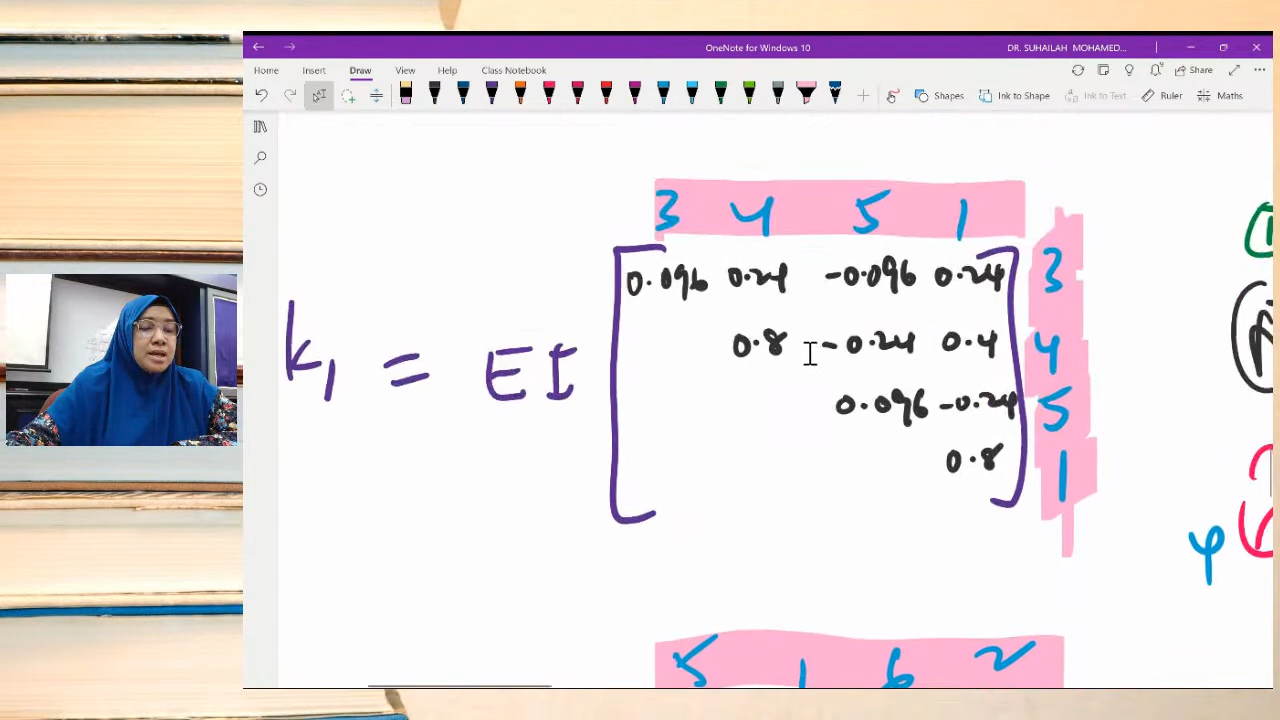 OneNote for Windows 10
DR. SUHAILAH MOHAMED...
Home Insert Draw View Help Class Notebook
Share
Shapes Ink to Shape Ink to Text Ruler Maths
3 4 5 1
0.096 0.24 -0.096 0.24 3
k1 = EI 0.8 -0.24 0.4 4
0.096 -0.24 5
0.8 1
4
5 1 6 2